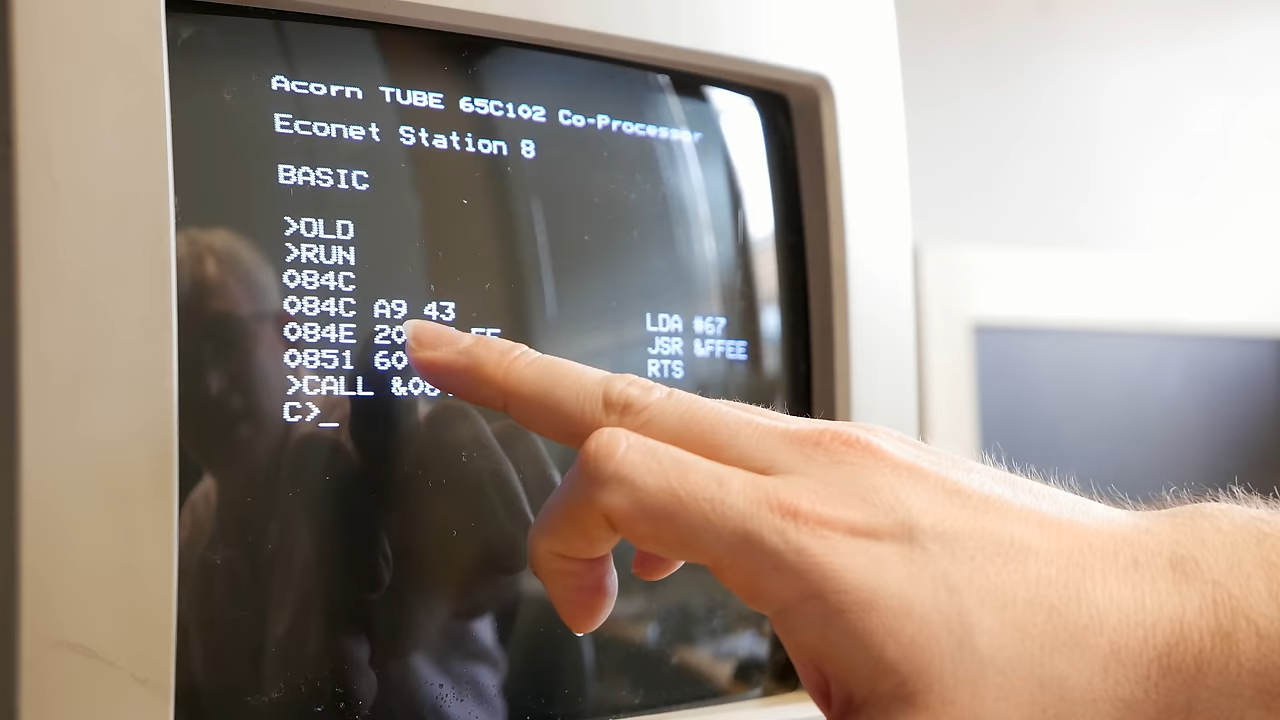 Acorn TUBE 65C102 Co-Processor
Econet Station 8
BASIC
>OLD
>RUN
084C
084C A9 43 LDA #67
084E 20 FF JSR &FFEE
0851 60 RTS
>CALL
C>_